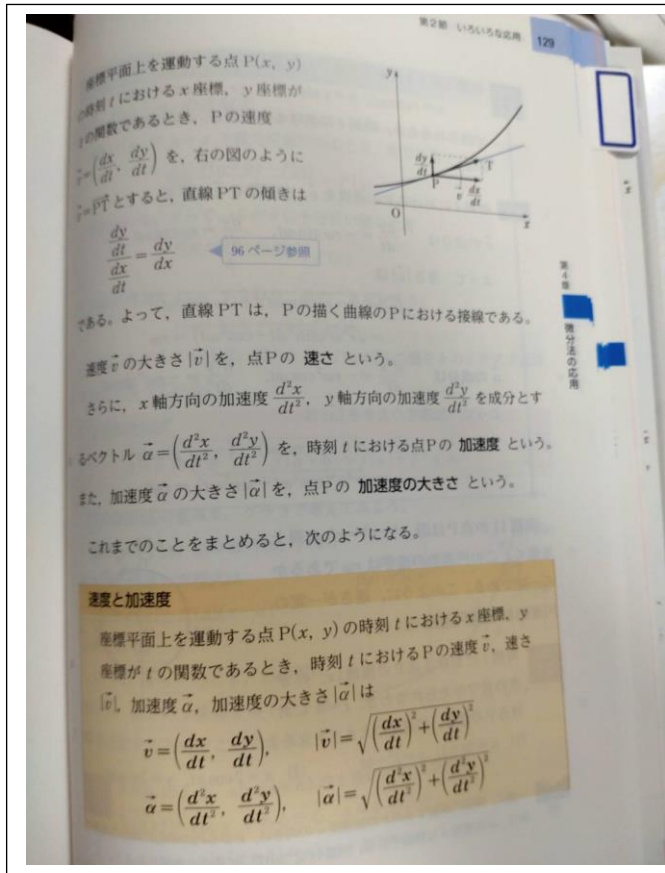 第2節 いろいろな応用 129
座標平面上を運動する点P(x, y)
の時刻tにおけるx座標, y座標が
の関数であるとき, Pの速度
v=(dx/dt, dy/dt) を, 右の図のように
v=PTとすると, 直線PTの傾きは
(dy/dt)/(dx/dt)=dy/dx
96ページ参照
y
dy/dt
T
P
v
dx/dt
O
x
である。よって, 直線PTは, Pの描く曲線のPにおける接線である。
速度vの大きさ|v|を, 点Pの 速さ という。
さらに, x軸方向の加速度 d²x/dt², y軸方向の加速度 d²y/dt² を成分とす
るベクトル α=(d²x/dt², d²y/dt²) を, 時刻tにおける点Pの 加速度 という。
また, 加速度αの大きさ|α|を, 点Pの 加速度の大きさ という。
これまでのことをまとめると, 次のようになる。
速度と加速度
座標平面上を運動する点P(x, y)の時刻tにおけるx座標, y
座標がtの関数であるとき, 時刻tにおけるPの速度v, 速さ
|v|, 加速度α, 加速度の大きさ|α|は
v=(dx/dt, dy/dt), |v|=√((dx/dt)²+(dy/dt)²)
α=(d²x/dt², d²y/dt²), |α|=√((d²x/dt²)²+(d²y/dt²)²)
第4章
微分法の応用